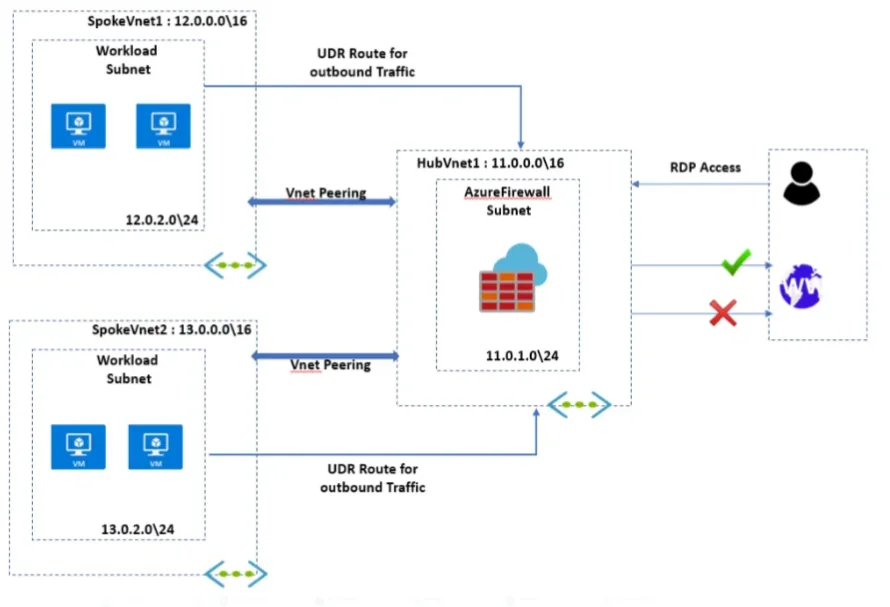 SpokeVnet1 : 12.0.0.0\16
Workload
Subnet
VM
VM
12.0.2.0\24
UDR Route for
outbound Traffic
Vnet Peering
HubVnet1 : 11.0.0.0\16
AzureFirewall
Subnet
11.0.1.0\24
RDP Access
WW
SpokeVnet2 : 13.0.0.0\16
Workload
Subnet
VM
VM
13.0.2.0\24
Vnet Peering
UDR Route for
outbound Traffic